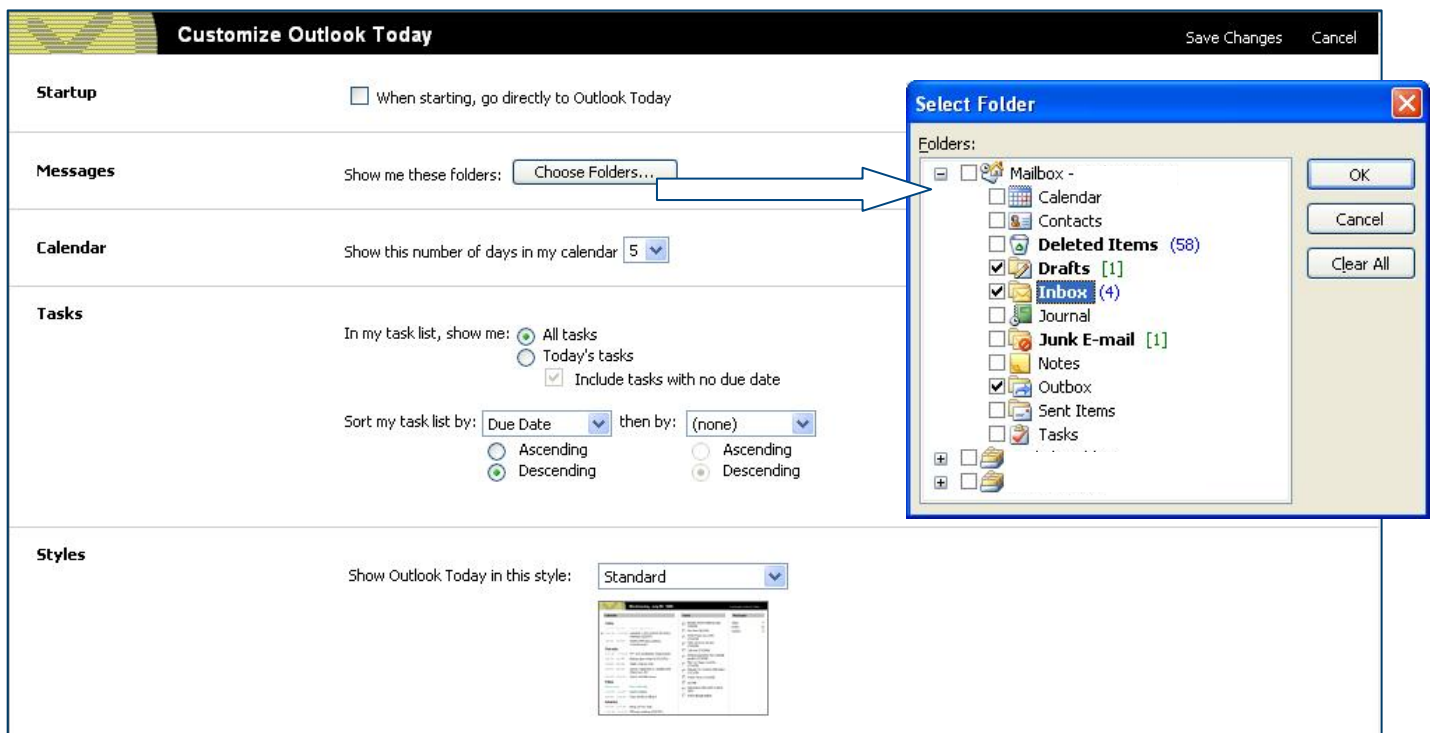 Customize Outlook Today
Save Changes Cancel
Startup
When starting, go directly to Outlook Today
Messages
Show me these folders: Choose Folders...
Calendar
Show this number of days in my calendar 5
Tasks
In my task list, show me: All tasks
Today's tasks
Include tasks with no due date
Sort my task list by: Due Date then by: (none)
Ascending Ascending
Descending Descending
Styles
Show Outlook Today in this style: Standard
Select Folder
Folders:
Mailbox -
Calendar
Contacts
Deleted Items (58)
Drafts [1]
Inbox (4)
Journal
Junk E-mail [1]
Notes
Outbox
Sent Items
Tasks
OK
Cancel
Clear All